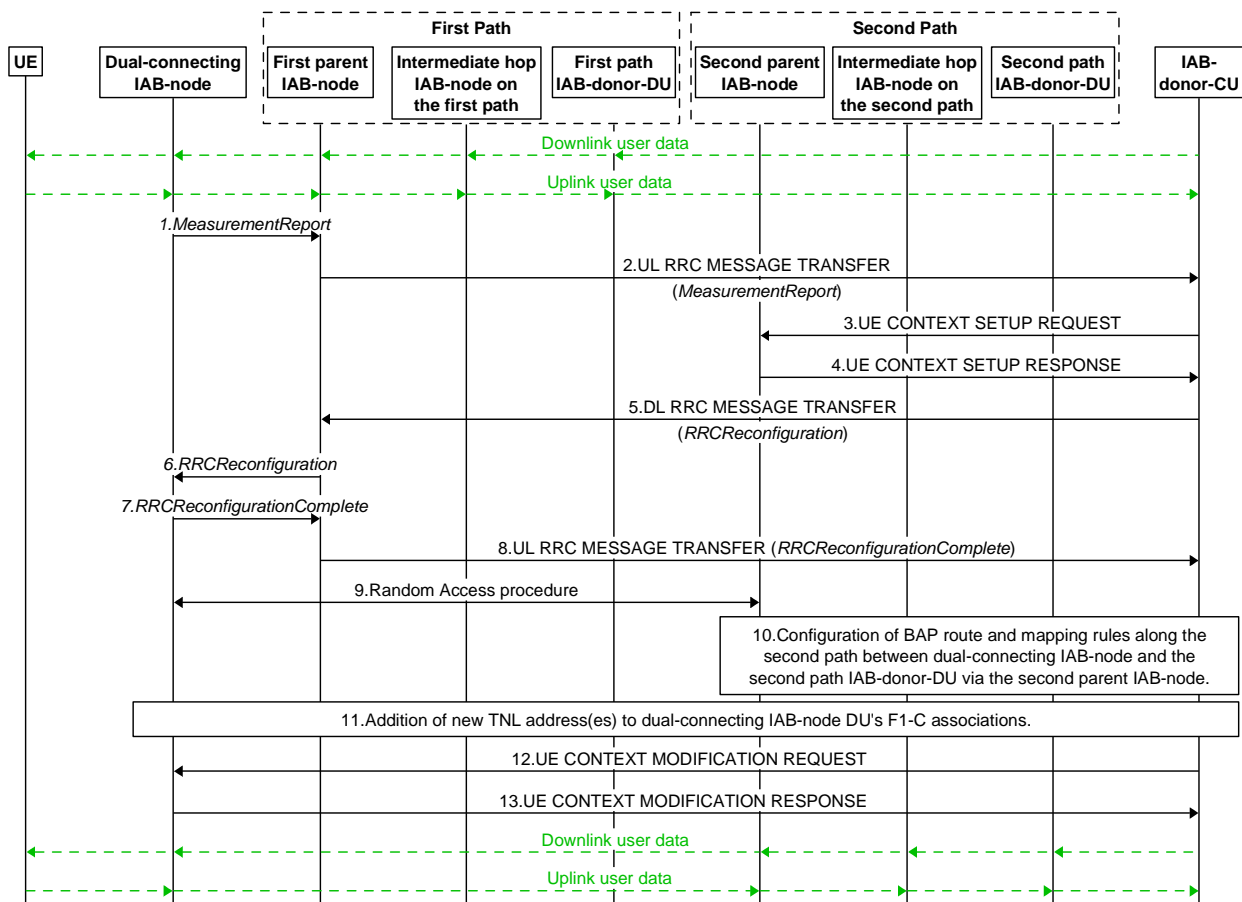 First Path
Second Path
UE
Dual-connecting
IAB-node
First parent
IAB-node
Intermediate hop
IAB-node on
the first path
First path
IAB-donor-DU
Second parent
IAB-node
Intermediate hop
IAB-node on
the second path
Second path
IAB-donor-DU
IAB-
donor-CU
Downlink user data
Uplink user data
1.MeasurementReport
2.UL RRC MESSAGE TRANSFER
(MeasurementReport)
3.UE CONTEXT SETUP REQUEST
4.UE CONTEXT SETUP RESPONSE
5.DL RRC MESSAGE TRANSFER
(RRCReconfiguration)
6.RRCReconfiguration
7.RRCReconfigurationComplete
8.UL RRC MESSAGE TRANSFER (RRCReconfigurationComplete)
9.Random Access procedure
10.Configuration of BAP route and mapping rules along the
second path between dual-connecting IAB-node and the
second path IAB-donor-DU via the second parent IAB-node.
11.Addition of new TNL address(es) to dual-connecting IAB-node DU's F1-C associations.
12.UE CONTEXT MODIFICATION REQUEST
13.UE CONTEXT MODIFICATION RESPONSE
Downlink user data
Uplink user data